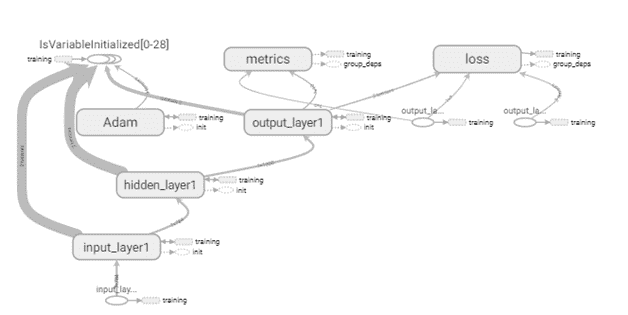 IsVariableInitialized[0-28]
training
metrics
training
group_deps
loss
training
group_deps
Adam
training
init
output_layer1
training
init
output_la...
training
output_la...
training
hidden_layer1
training
init
input_layer1
training
init
input_lay...
training